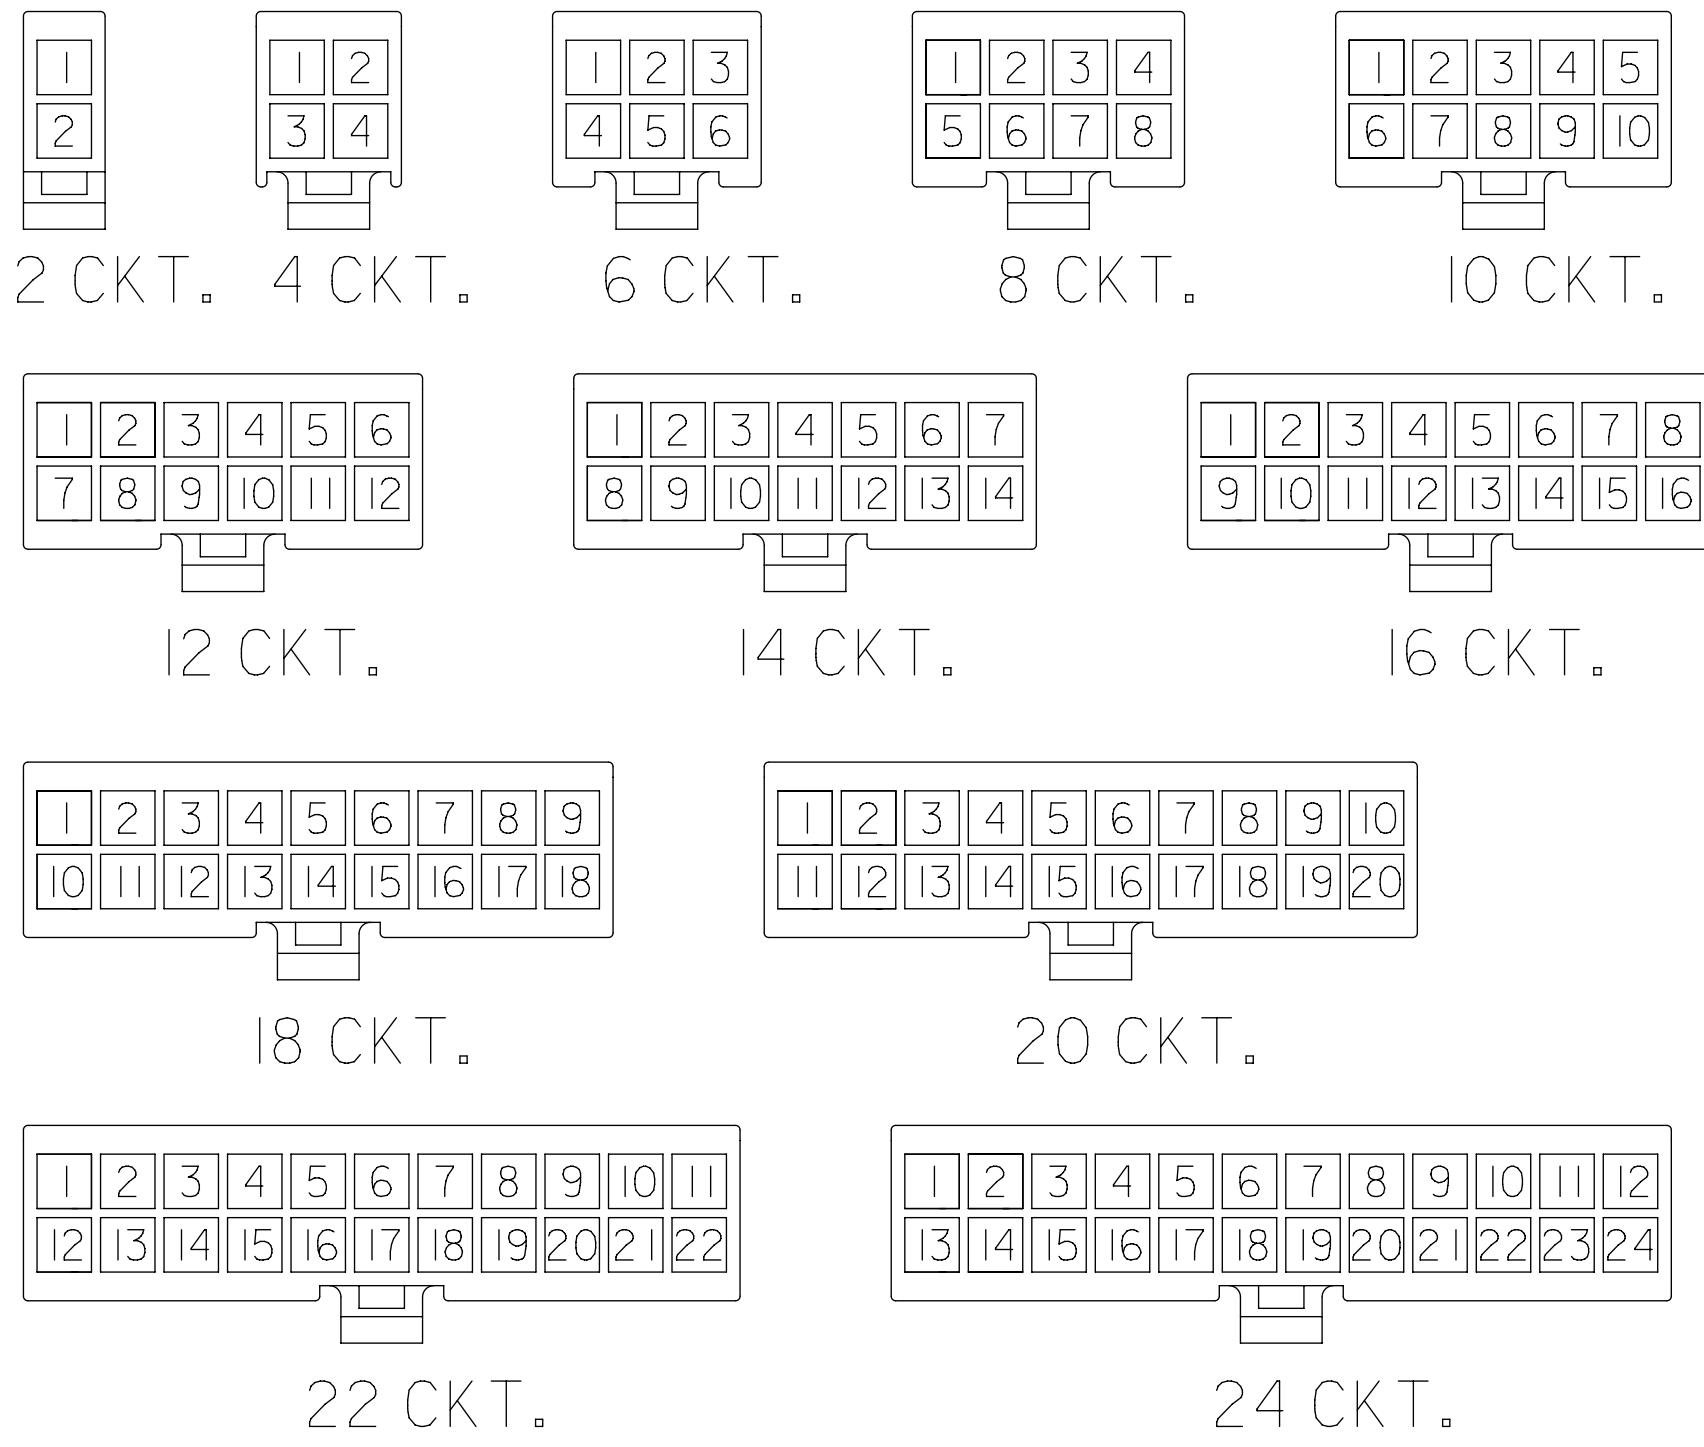 1 1 2 1 2 3 1 2 3 4 1 2 3 4 5
2 3 4 4 5 6 5 6 7 8 6 7 8 9 10
2 CKT. 4 CKT. 6 CKT. 8 CKT. 10 CKT.
1 2 3 4 5 6 1 2 3 4 5 6 7 1 2 3 4 5 6 7 8
7 8 9 10 11 12 8 9 10 11 12 13 14 9 10 11 12 13 14 15 16
12 CKT. 14 CKT. 16 CKT.
1 2 3 4 5 6 7 8 9 1 2 3 4 5 6 7 8 9 10
10 11 12 13 14 15 16 17 18 11 12 13 14 15 16 17 18 19 20
18 CKT. 20 CKT.
1 2 3 4 5 6 7 8 9 10 11 1 2 3 4 5 6 7 8 9 10 11 12
12 13 14 15 16 17 18 19 20 21 22 13 14 15 16 17 18 19 20 21 22 23 24
22 CKT. 24 CKT.